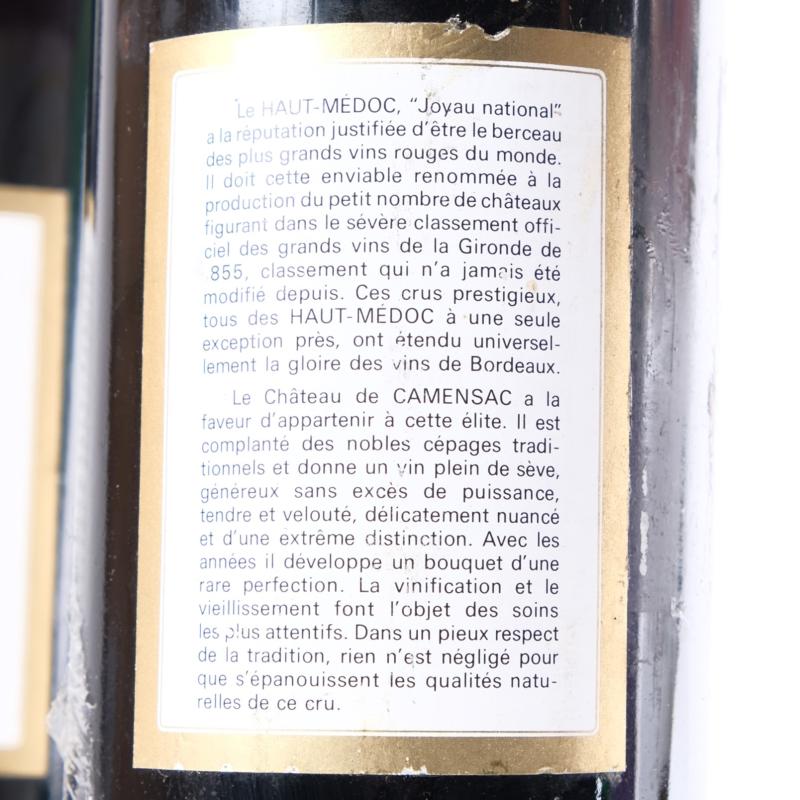 Le HAUT-MÉDOC, “Joyau national”
a la réputation justifiée d’être le berceau
des plus grands vins rouges du monde.
Il doit cette enviable renommée à la
production du petit nombre de châteaux
figurant dans le sévère classement offi-
ciel des grands vins de la Gironde de
855, classement qui n’a jamais été
modifié depuis. Ces crus prestigieux,
tous des HAUT-MÉDOC à une seule
exception près, ont étendu universel-
lement la gloire des vins de Bordeaux.
Le Château de CAMENSAC a la
faveur d’appartenir à cette élite. Il est
complanté des nobles cépages tradi-
tionnels et donne un vin plein de sève,
généreux sans excès de puissance,
tendre et velouté, délicatement nuancé
et d’une extrême distinction. Avec les
années il développe un bouquet d’une
rare perfection. La vinification et le
vieillissement font l’objet des soins
les plus attentifs. Dans un pieux respect
de la tradition, rien n’est négligé pour
que s’épanouissent les qualités natu-
relles de ce cru.